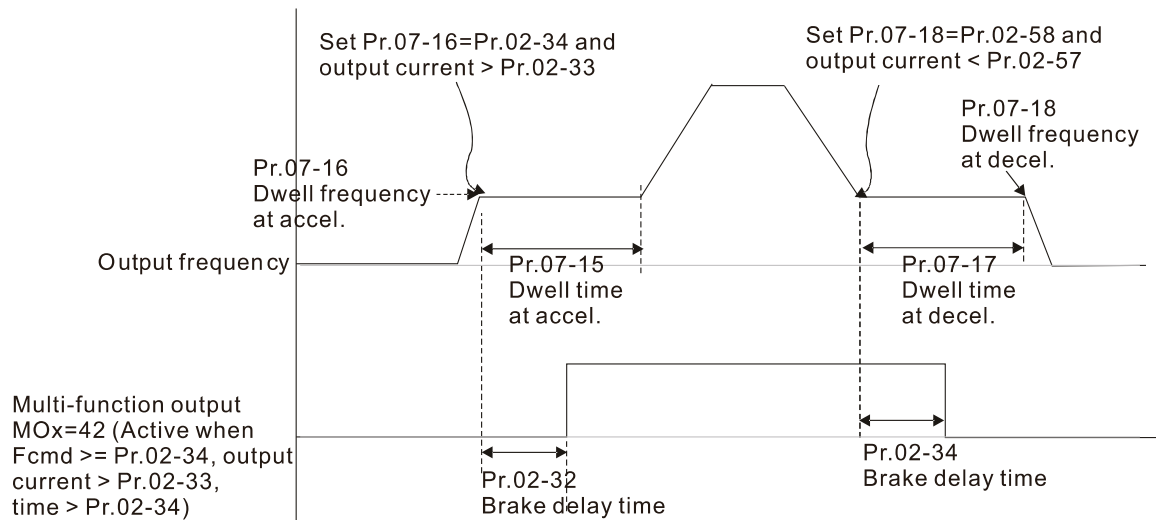 Set Pr.07-16=Pr.02-34 and
output current > Pr.02-33
Set Pr.07-18=Pr.02-58 and
output current < Pr.02-57
Pr.07-18
Dwell frequency
at decel.
Pr.07-16
Dwell frequency
at accel.
Output frequency
Pr.07-15
Dwell time
at accel.
Pr.07-17
Dwell time
at decel.
Multi-function output
MOx=42 (Active when
Fcmd >= Pr.02-34, output
current > Pr.02-33,
time > Pr.02-34)
Pr.02-32
Brake delay time
Pr.02-34
Brake delay time